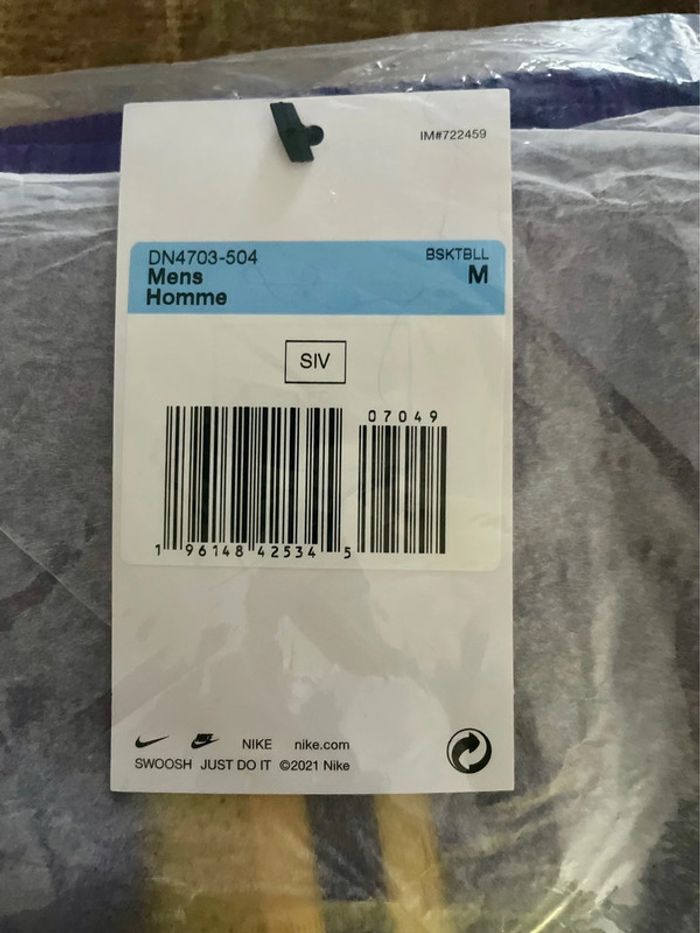 IM#722459
DN4703-504
BSKTBLL
Mens
M
Homme
SIV
07049
1 96148 42534 5
NIKE nike.com
SWOOSH JUST DO IT ©2021 Nike